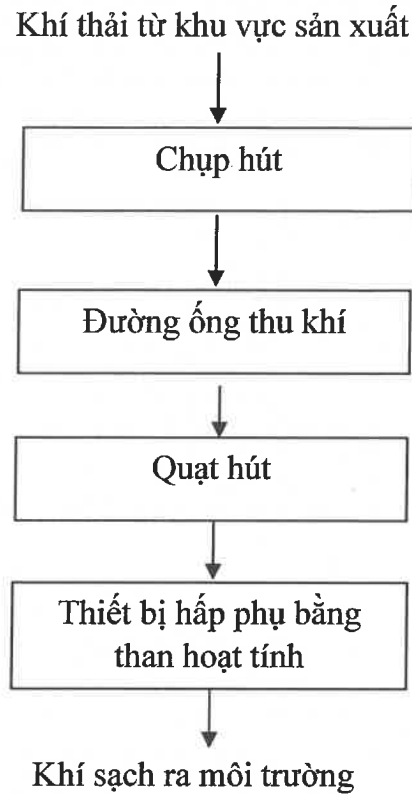 Khí thải từ khu vực sản xuất
Chụp hút
Đường ống thu khí
Quạt hút
Thiết bị hấp phụ bằng
than hoạt tính
Khí sạch ra môi trường